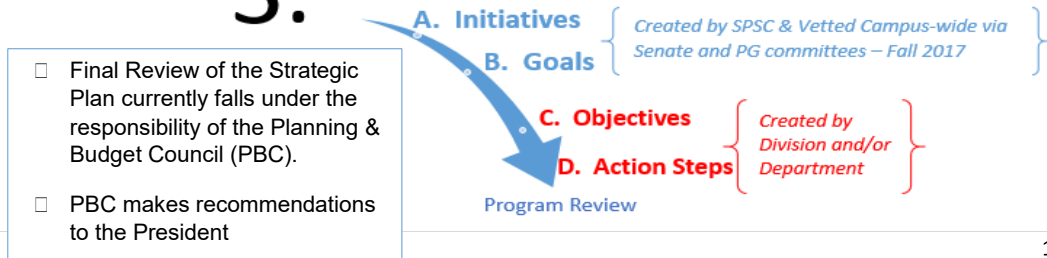 3.
A. Initiatives
B. Goals
Created by SPSC & Vetted Campus-wide via
Senate and PG committees – Fall 2017
☐ Final Review of the Strategic
Plan currently falls under the
responsibility of the Planning &
Budget Council (PBC).
☐ PBC makes recommendations
to the President
C. Objectives
D. Action Steps
Created by
Division and/or
Department
Program Review